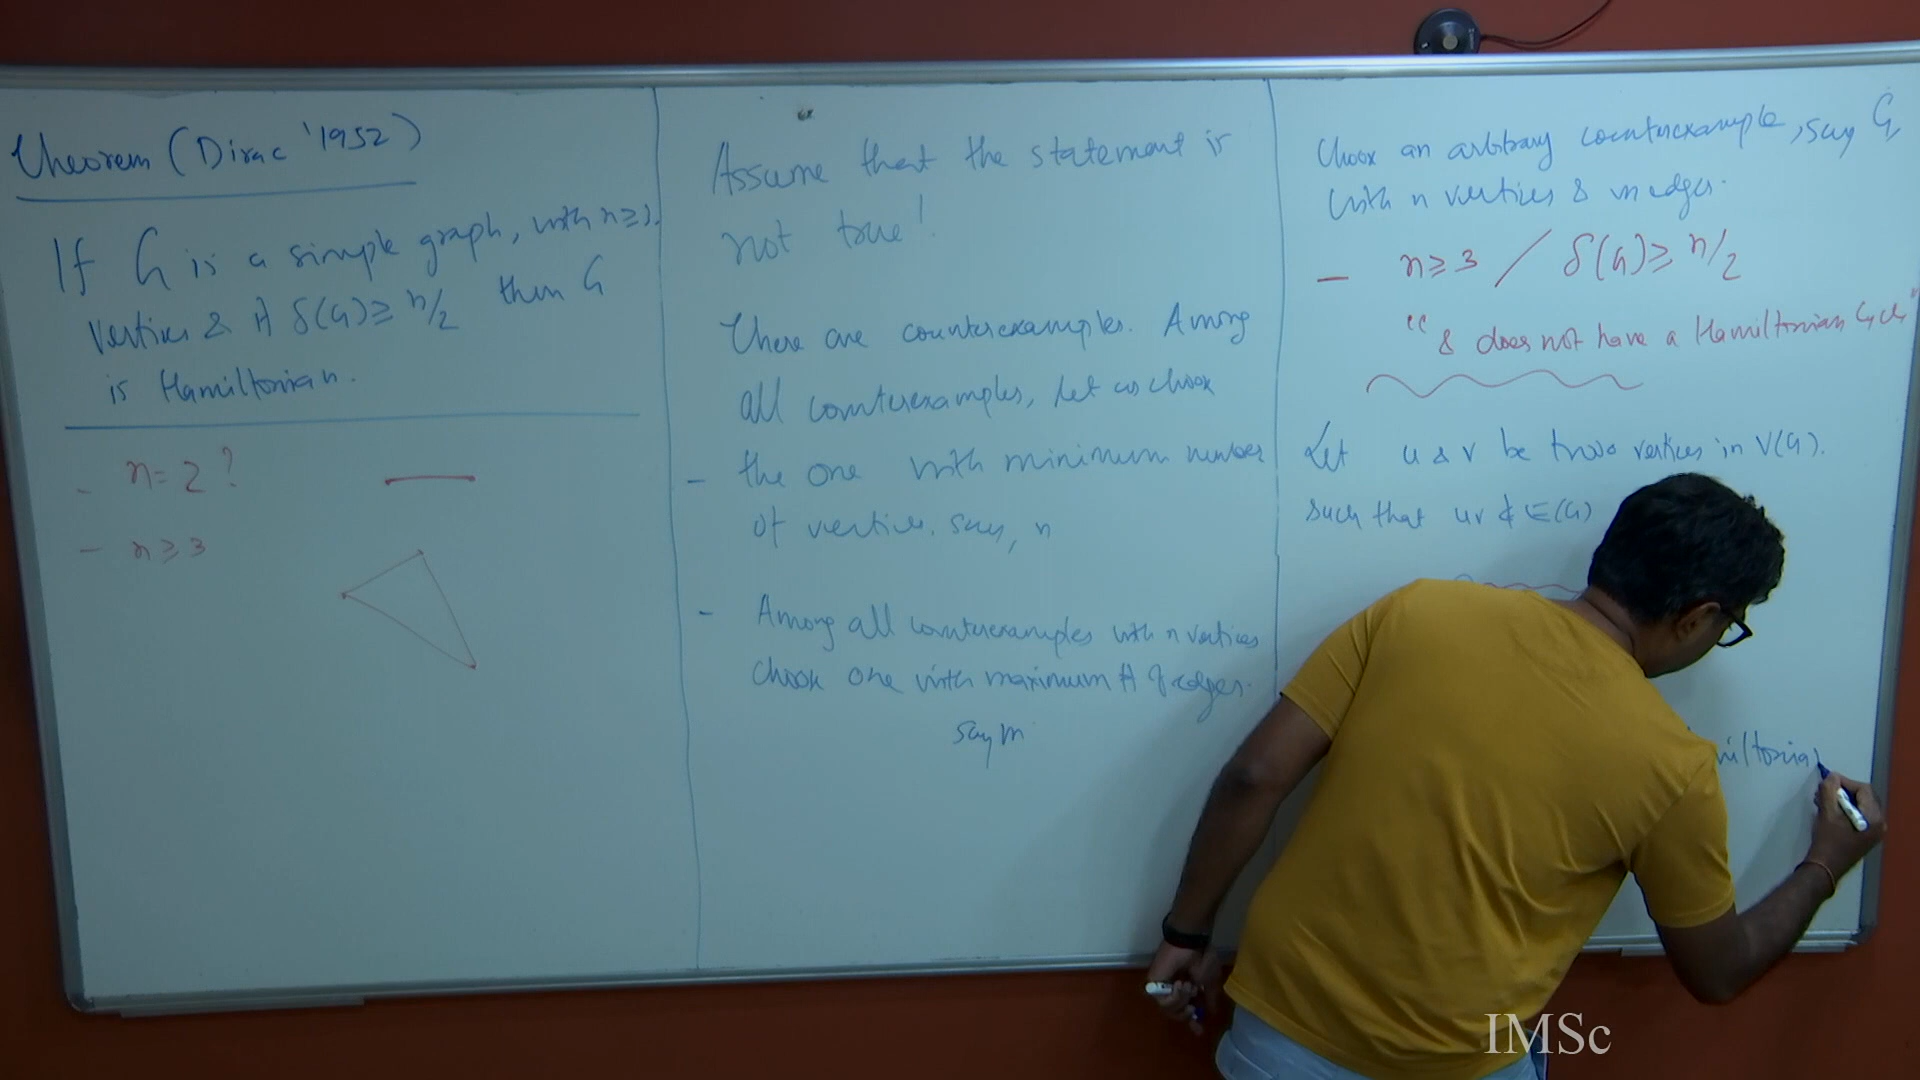 Theorem (Dirac '1952)
If G is a simple graph, with n≥3.
vertices & A δ(G)≥n/2 then G
is Hamiltonian.
- n=2?
- n≥3
Assume that the statement is
not true!
There are counterexamples. Among
all counterexamples, let us choose
- the one with minimum number
of vertices, say, n
- Among all counterexamples with n vertices
choose one with maximum # of edges.
say m
Choose an arbitrary counterexample, say G,
with n vertices & m edges.
- n≥3 / δ(G)≥n/2
"& does not have a Hamiltonian Cycle"
Let u & v be two vertices in V(G).
such that uv ∉ E(G)
miltonian
IMSc